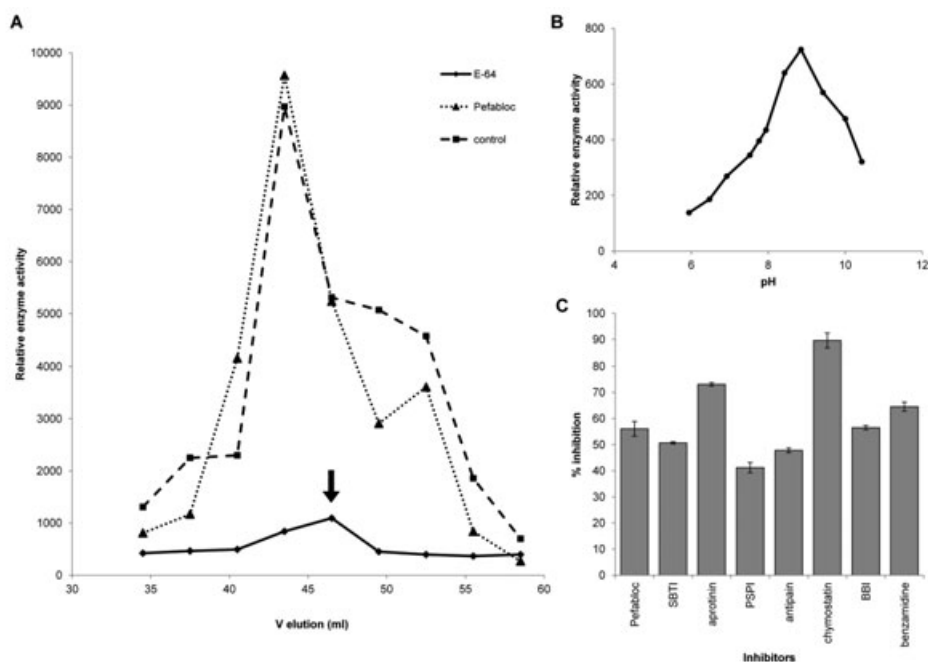 A
10000
9000
8000
7000
6000
5000
4000
3000
2000
1000
0
Relative enzyme activity
30
35
40
45
50
55
60
V elution (ml)
E-64
Pefabloc
control
B
800
600
400
200
0
Relative enzyme activity
4
6
8
10
12
pH
C
100
90
80
70
60
50
40
30
20
10
0
% inhibition
Pefabloc
SBTI
aprotinin
PSPI
antipain
chymostatin
BBI
benzamidine
Inhibitors